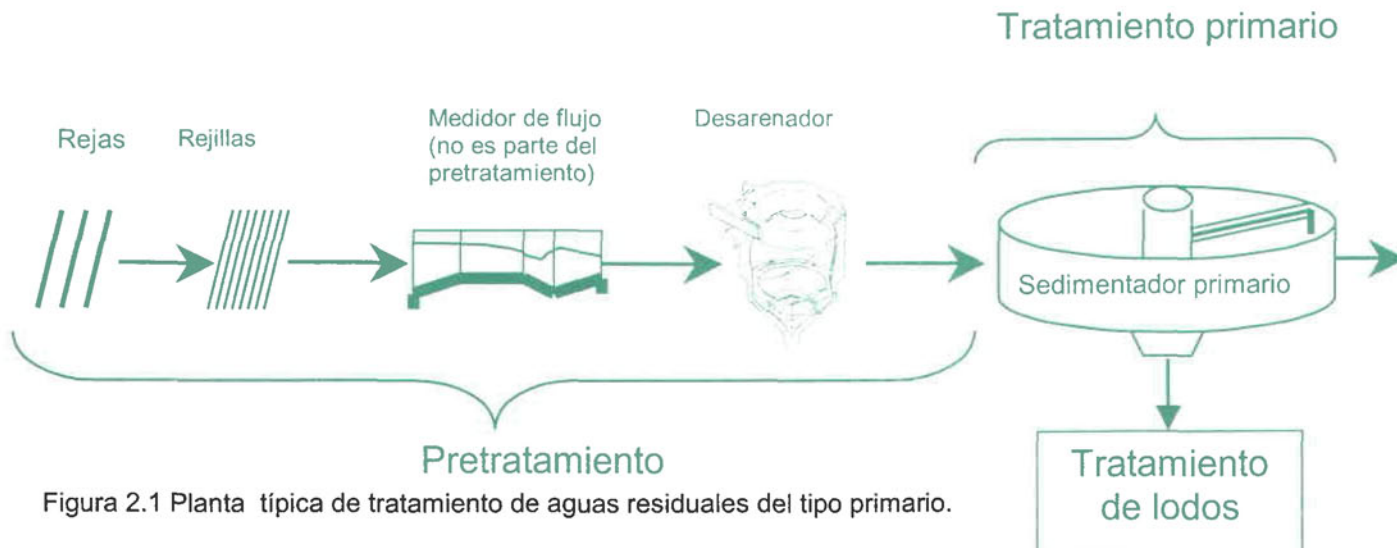 Tratamiento primario
Rejas
Rejillas
Medidor de flujo
(no es parte del
pretratamiento)
Desarenador
Sedimentador primario
Pretratamiento
Tratamiento
de lodos
Figura 2.1 Planta típica de tratamiento de aguas residuales del tipo primario.